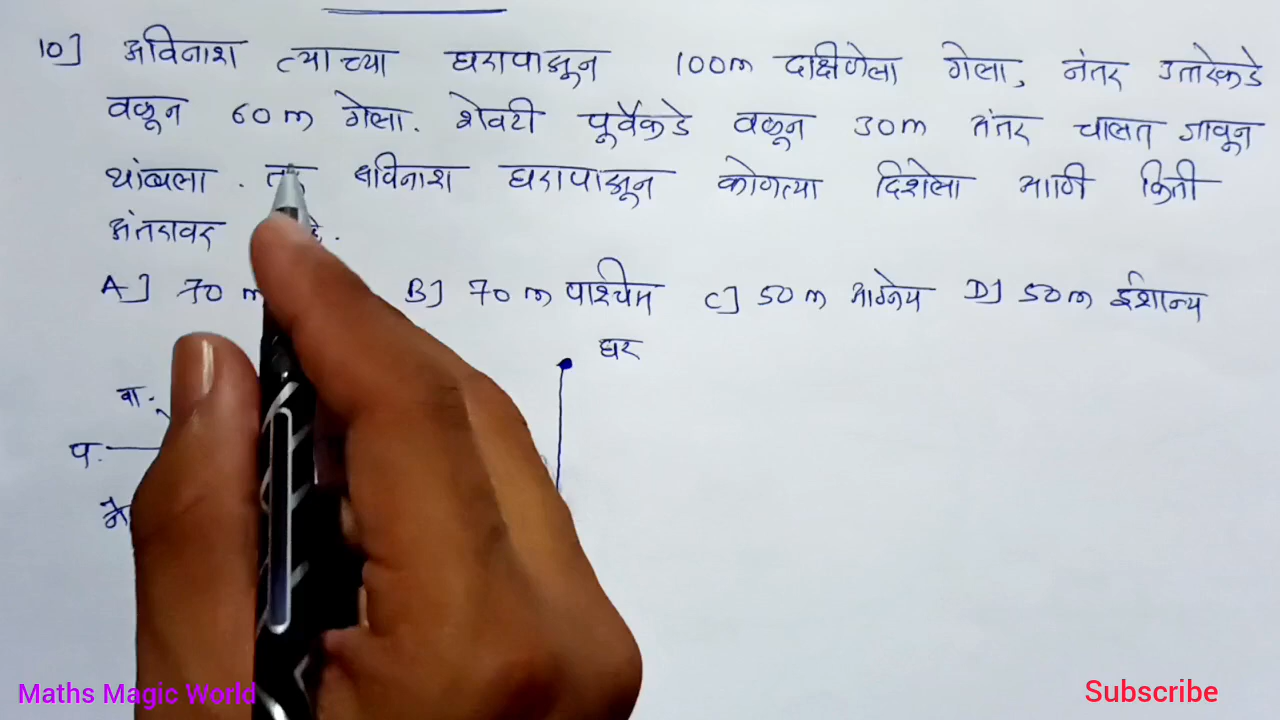 10] अविनाश त्याच्या घरापासून 100m दक्षिणेला गेला, नंतर उत्तरेकडे
वळून 60m गेला. शेवटी पूर्वेकडे वळून 30m अंतर चालत जावून
थांबला. तर अविनाश घरापासून कोणत्या दिशेला आणि किती
अंतरावर
A] 70 m B] 70 m पश्चिम C] 50 m आग्नेय D] 50 m ईशान्य
घर
वा.
प.
नै
Maths Magic World
Subscribe